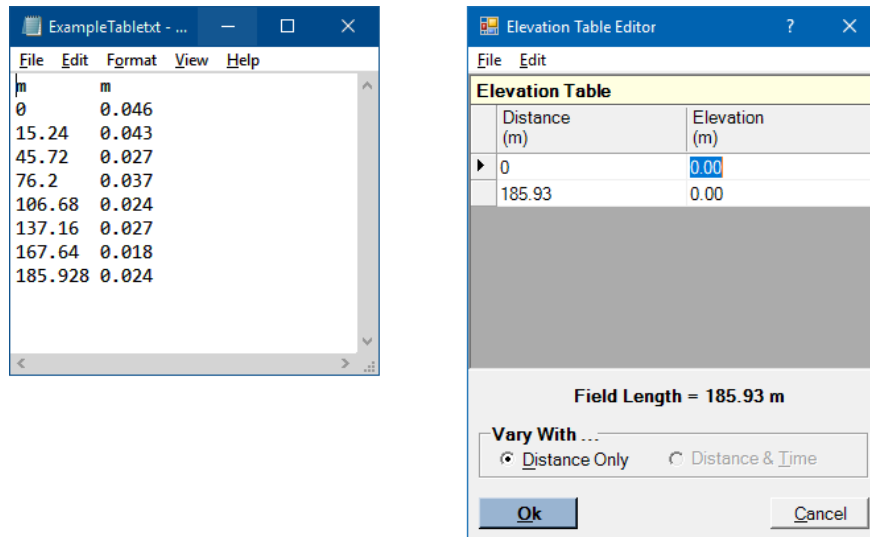 ExampleTabletxt - ...
File Edit Format View Help
m m
0 0.046
15.24 0.043
45.72 0.027
76.2 0.037
106.68 0.024
137.16 0.027
167.64 0.018
185.928 0.024
Elevation Table Editor ?
File Edit
Elevation Table
Distance Elevation
(m) (m)
0 0.00
185.93 0.00
Field Length = 185.93 m
Vary With ...
Distance Only Distance & Time
Ok Cancel